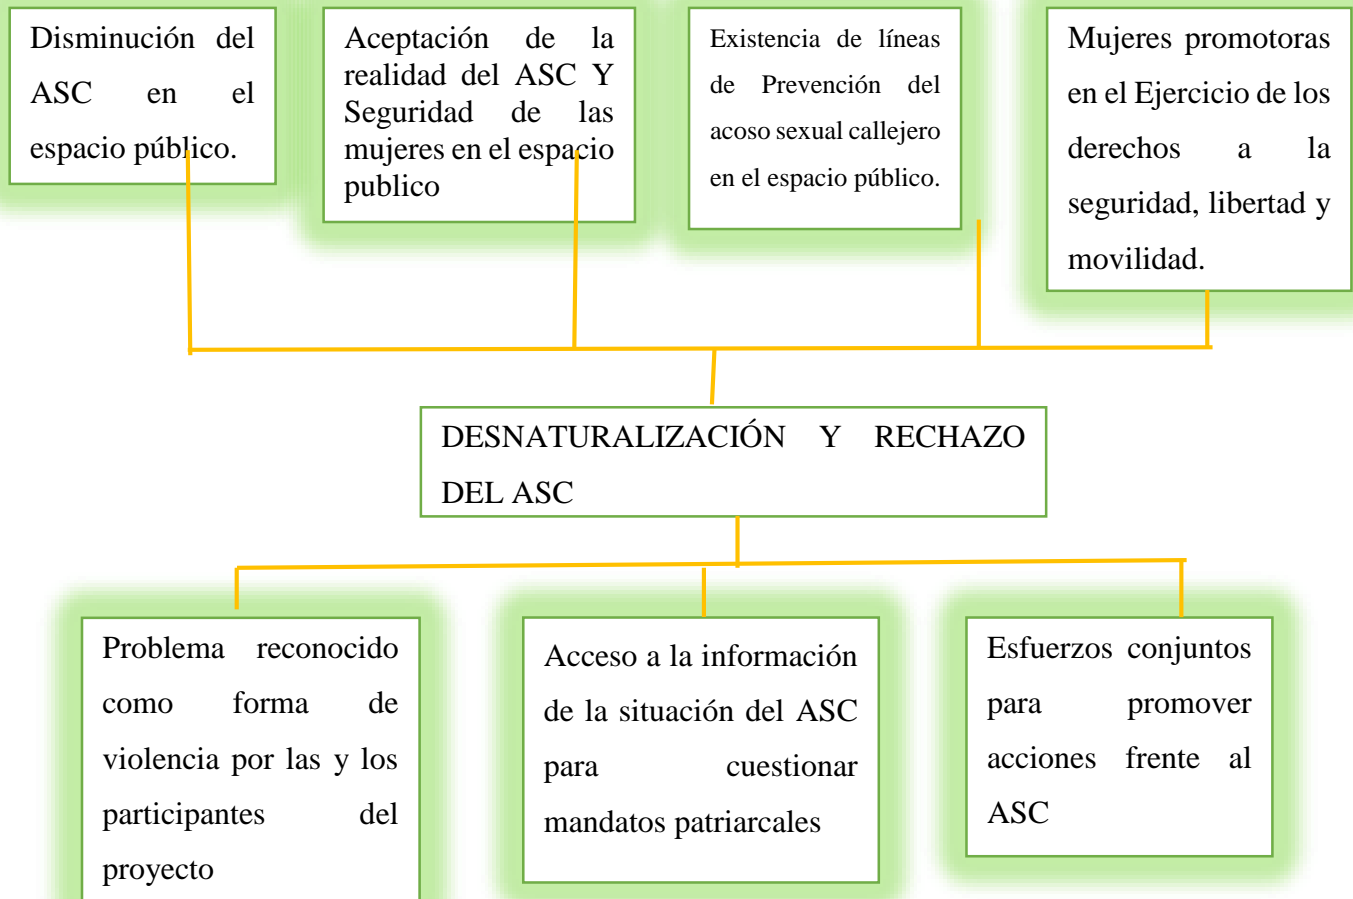 Disminución del
ASC en el
espacio público.
Aceptación de la
realidad del ASC Y
Seguridad de las
mujeres en el espacio
publico
Existencia de líneas
de Prevención del
acoso sexual callejero
en el espacio público.
Mujeres promotoras
en el Ejercicio de los
derechos a la
seguridad, libertad y
movilidad.
DESNATURALIZACIÓN Y RECHAZO
DEL ASC
Problema reconocido
como forma de
violencia por las y los
participantes del
proyecto
Acceso a la información
de la situación del ASC
para cuestionar
mandatos patriarcales
Esfuerzos conjuntos
para promover
acciones frente al
ASC